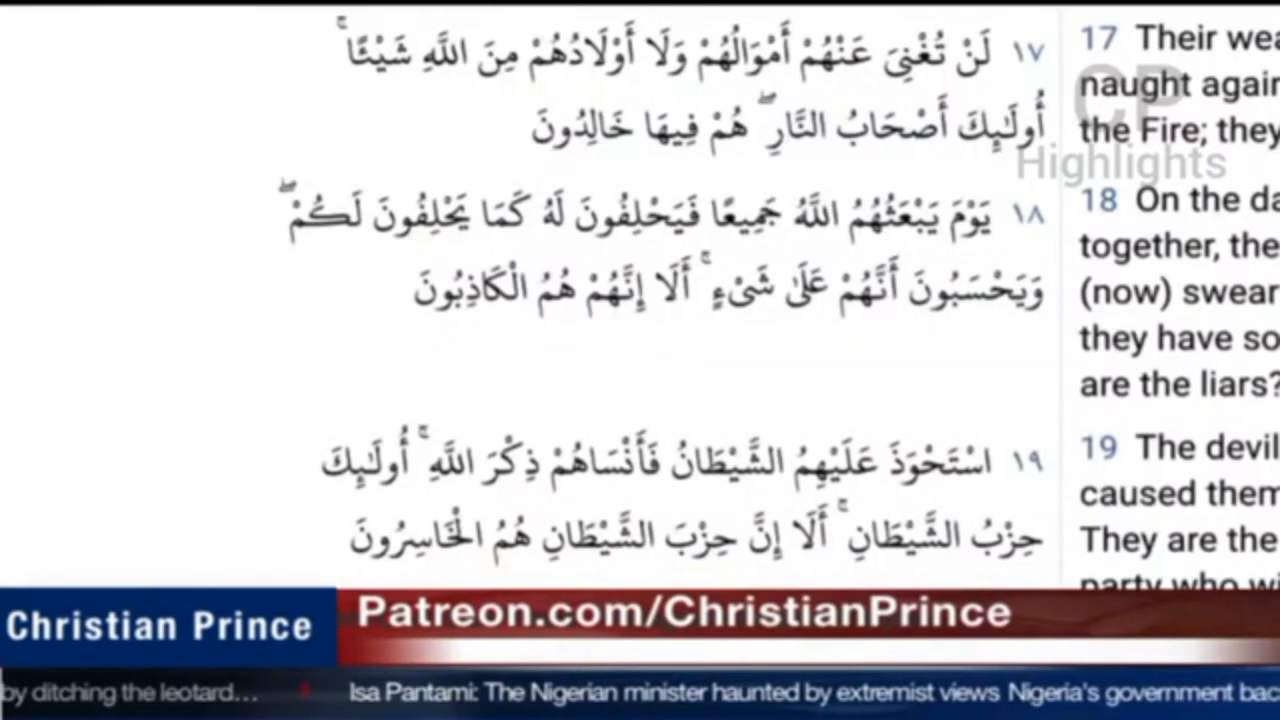 ١٧ لَنْ تُغْنِىَ عَنْهُمْ أَمْوَالُهُمْ وَلَا أَوْلَادُهُمْ مِنَ اللَّهِ شَيْئًا ۚ
أُولَـٰئِكَ أَصْحَابُ النَّارِ ۖ هُمْ فِيهَا خَالِدُونَ
١٨ يَوْمَ يَبْعَثُهُمُ اللَّهُ جَمِيعًا فَيَحْلِفُونَ لَهُ كَمَا يَحْلِفُونَ لَكُمْ ۖ
وَيَحْسَبُونَ أَنَّهُمْ عَلَىٰ شَىْءٍ ۚ أَلَا إِنَّهُمْ هُمُ الْكَاذِبُونَ
١٩ اسْتَحْوَذَ عَلَيْهِمُ الشَّيْطَانُ فَأَنْسَاهُمْ ذِكْرَ اللَّهِ ۚ أُولَـٰئِكَ
حِزْبُ الشَّيْطَانِ ۚ أَلَا إِنَّ حِزْبَ الشَّيْطَانِ هُمُ الْخَاسِرُونَ
17 Their wea
naught again
the Fire; they
CP
Highlights
18 On the da
together, the
(now) swear
they have so
are the liars?
19 The devil
caused them
They are the
party who wi
Christian Prince
Patreon.com/ChristianPrince
by ditching the leotard… Isa Pantami: The Nigerian minister haunted by extremist views Nigeria's government bac